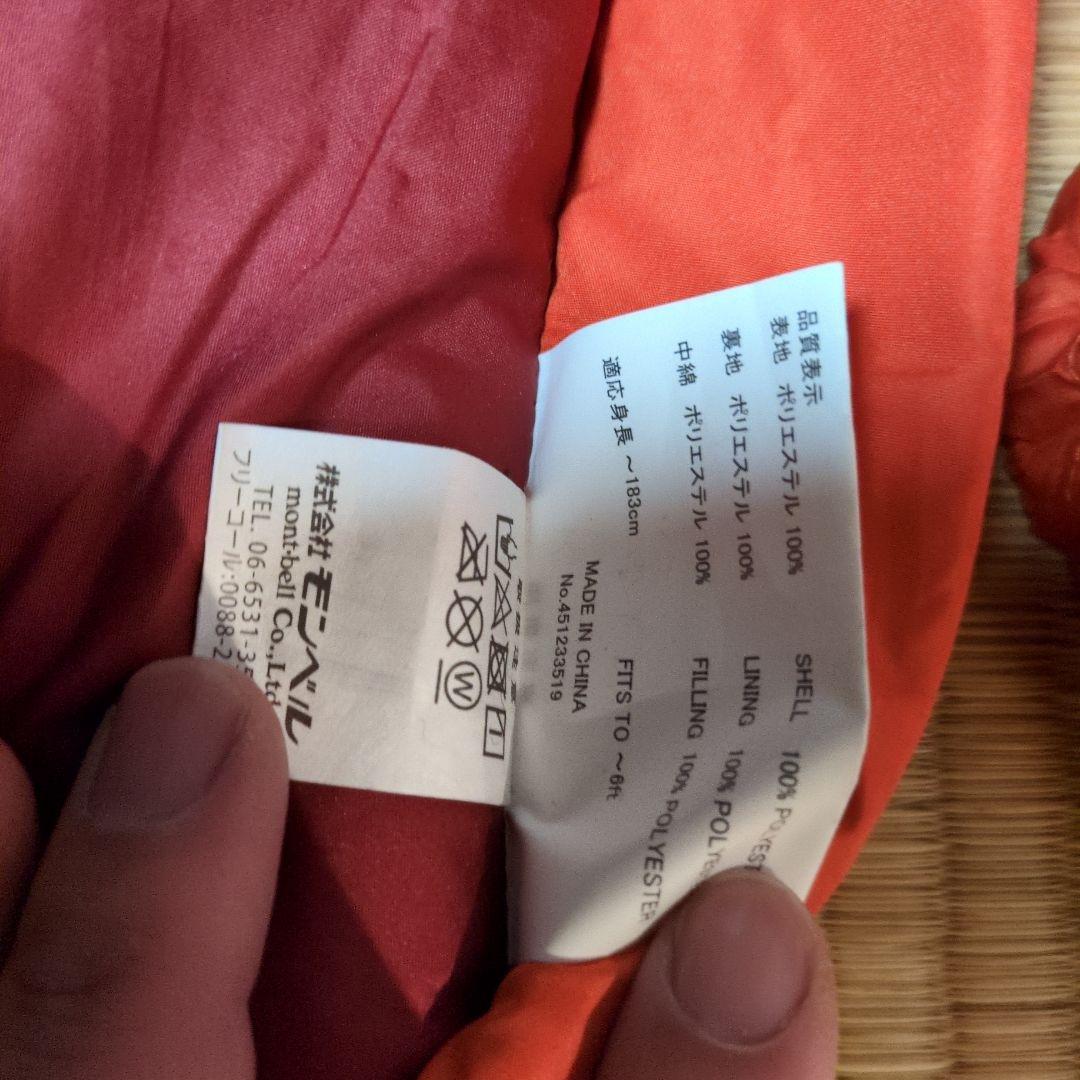 品質表示
表地 ポリエステル 100%
裏地 ポリエステル 100%
中綿 ポリエステル 100%
適応身長 ～183cm
SHELL 100%
LINING 100%
FILLING 100% POLYESTER
FITS TO ～6ft
MADE IN CHINA
No.451233519
W
株式会社 モンベル
mont-bell Co.,Ltd
TEL. 06-6531-35
フリーコール:0088-2